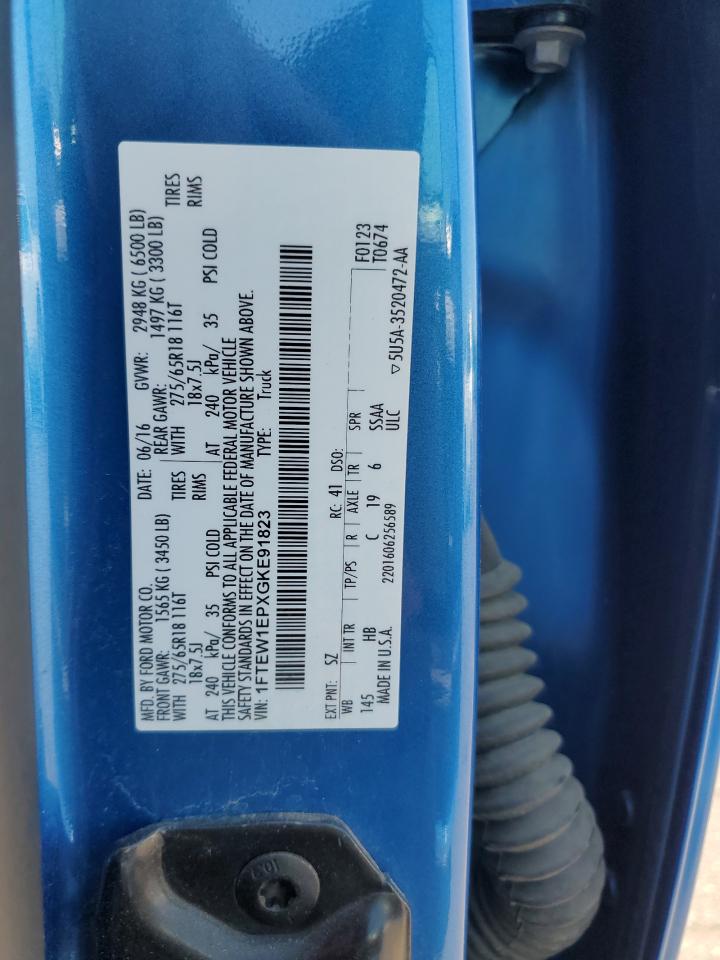 MFD. BY FORD MOTOR CO.
DATE: 06/16 GVWR: 2948 KG ( 6500 LB)
FRONT GAWR: 1565 KG ( 3450 LB)
REAR GAWR: 1497 KG ( 3300 LB)
WITH 275/65R18 116T TIRES
WITH 275/65R18 116T TIRES
18x7.5J RIMS
18x7.5J RIMS
AT 240 kPa/ 35 PSI COLD
AT 240 kPa/ 35 PSI COLD
THIS VEHICLE CONFORMS TO ALL APPLICABLE FEDERAL MOTOR VEHICLE
SAFETY STANDARDS IN EFFECT ON THE DATE OF MANUFACTURE SHOWN ABOVE.
VIN: 1FTEW1EPXGKE91823 TYPE: Truck
EXT PNT: SZ RC: 41 DSO: F0123
WB INT TR TP/PS R AXLE TR SPR T0674
145 HB C 19 6 SSAA
MADE IN U.S.A. 2201606256589 ULC ▽5U5A-3520472-AA